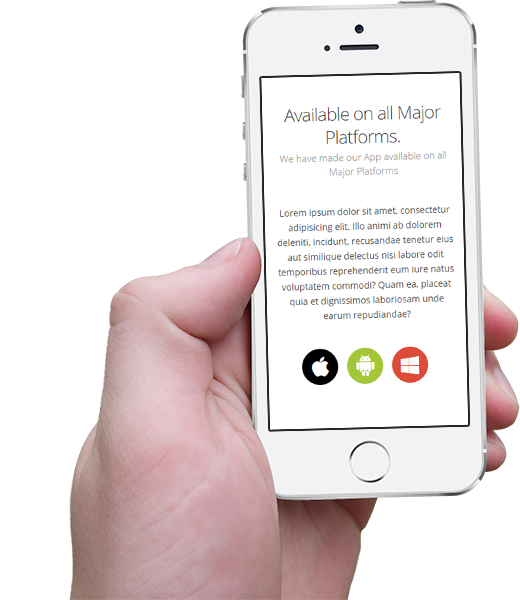 Available on all Major
Platforms.
We have made our App available on all
Major Platforms
Lorem ipsum dolor sit amet, consectetur
adipisicing elit. Illo animi ab dolorem
deleniti, incidunt, recusandae tenetur eius
aut similique delectus nisi labore odit
temporibus reprehenderit eum iure natus
voluptatem commodi? Quam ea, placeat
quia et dignissimos laboriosam unde
earum repudiandae?